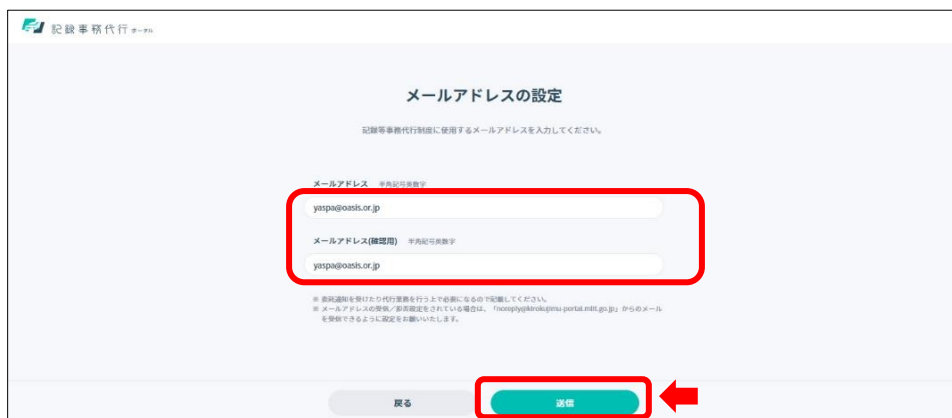 記録事務代行ポータル
メールアドレスの設定
記録等事務代行制度に使用するメールアドレスを入力してください。
メールアドレス 半角記号英数字
yaspa@oasis.or.jp
メールアドレス(確認用) 半角記号英数字
yaspa@oasis.or.jp
※ 委託通知を受けたり代行業務を行う上で必要になるので記載してください。
※ メールアドレスの受信／拒否設定をされている場合は、「noreply@kirokujimu-portal.mlit.go.jp」からのメール
を受信できるように設定をお願いいたします。
戻る
送信